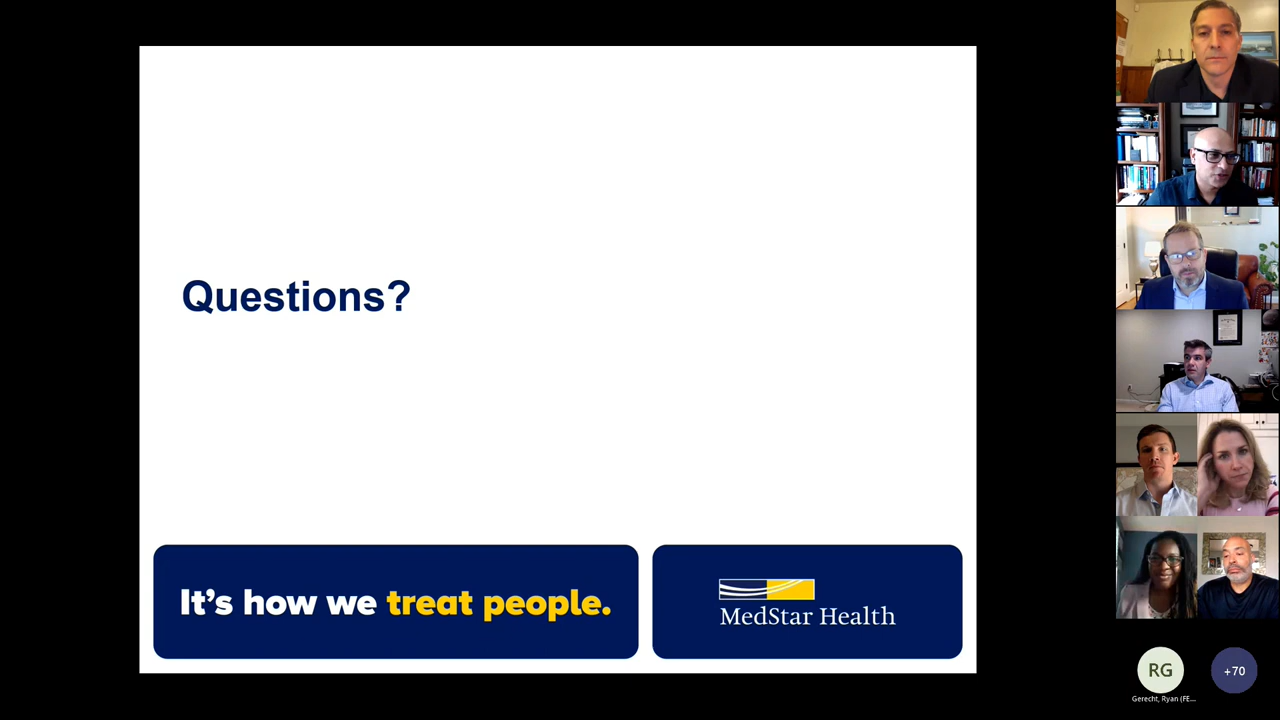 Questions?
It's how we treat people.
MedStar Health
RG
+70
Gerecht, Ryan (FE...